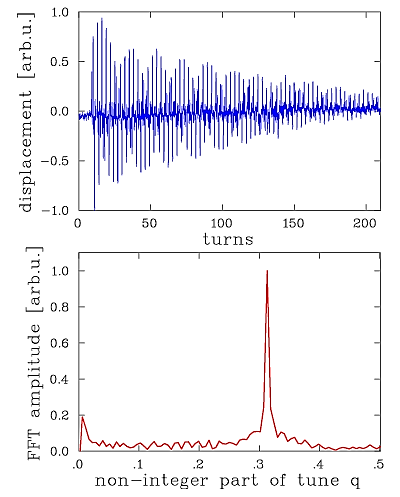 displacement [arb.u.]
1.0
0.5
0.0
−0.5
−1.0
0 50 100 150 200
turns
FFT amplitude [arb.u.]
1.0
0.8
0.6
0.4
0.2
0.0
.0 .1 .2 .3 .4 .5
non−integer part of tune q